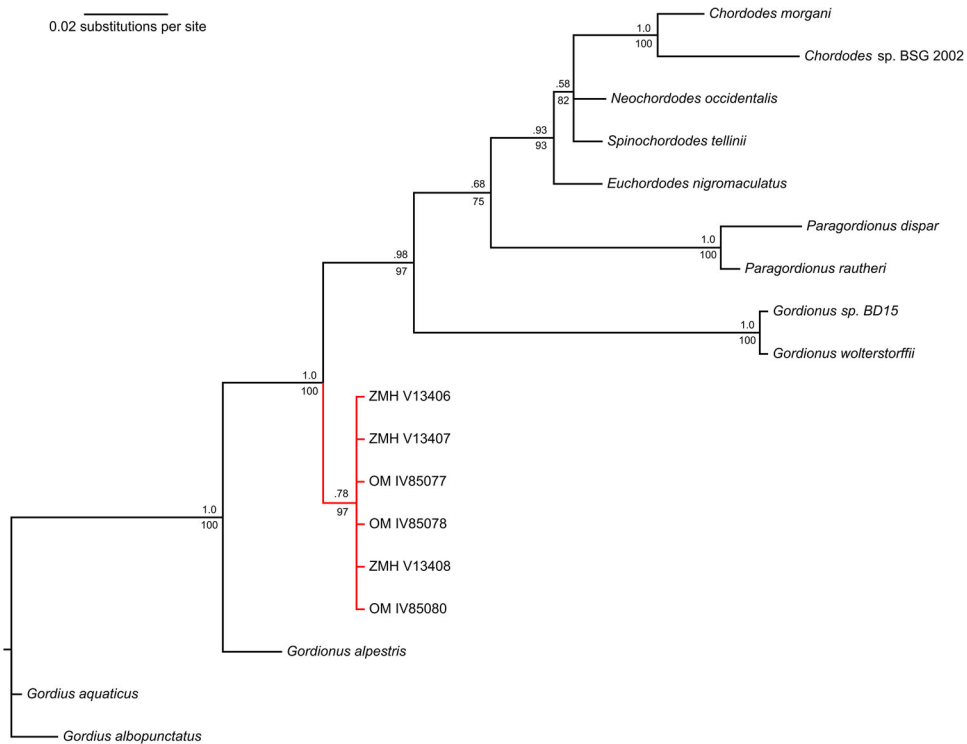 0.02 substitutions per site
Chordodes morgani
1.0
100
Chordodes sp. BSG 2002
.58
82
Neochordodes occidentalis
.93
93
Spinochordodes tellinii
.68
75
Euchordodes nigromaculatus
Paragordionus dispar
1.0
100
Paragordionus rautheri
.98
97
Gordionus sp. BD15
1.0
100
Gordionus wolterstorffii
1.0
100
ZMH V13406
ZMH V13407
OM IV85077
.78
97
OM IV85078
1.0
100
ZMH V13408
OM IV85080
Gordionus alpestris
Gordius aquaticus
Gordius albopunctatus